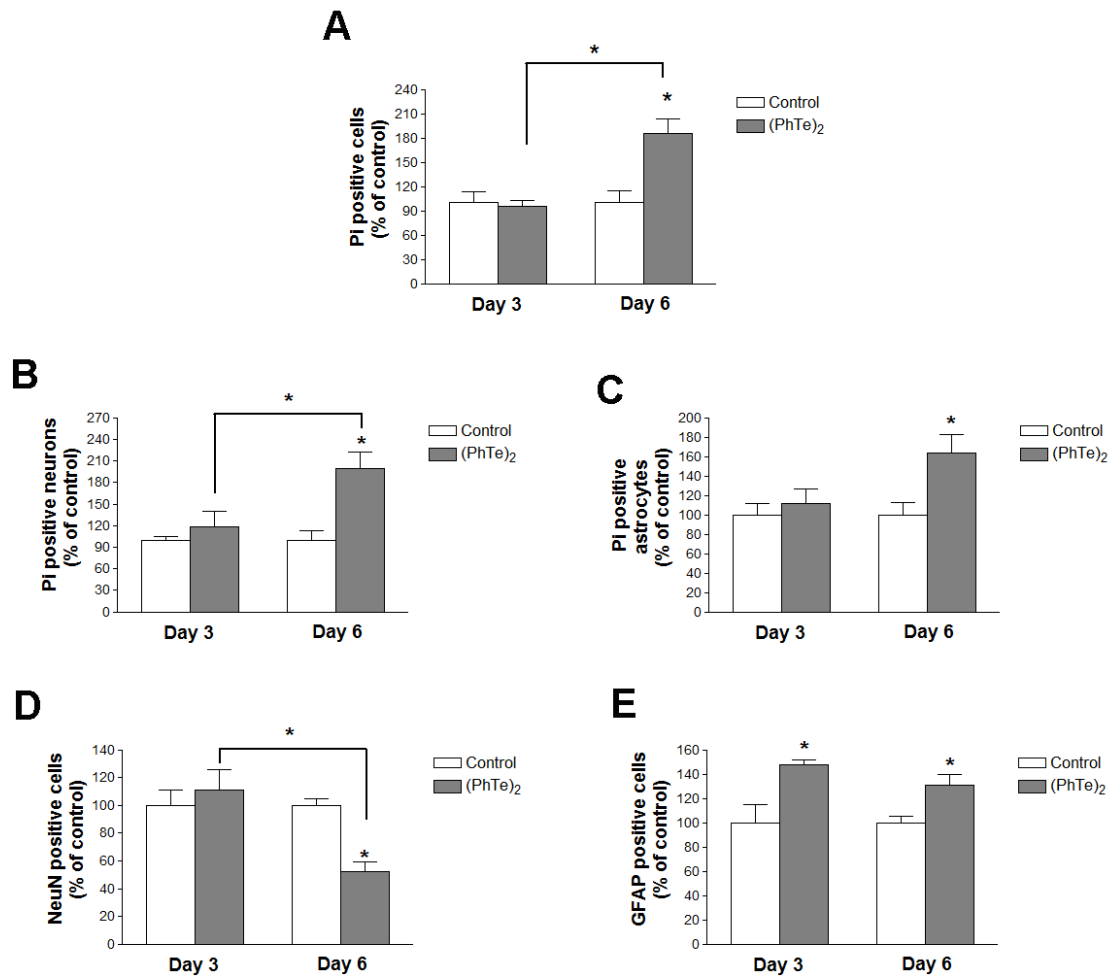 A
*
Pi positive cells
(% of control)
240
210
180
150
120
90
60
30
0
*
Control
(PhTe)2
Day 3
Day 6
B
*
Pi positive neurons
(% of control)
270
240
210
180
150
120
90
60
30
0
*
Control
(PhTe)2
Day 3
Day 6
C
Pi positive
astrocytes
(% of control)
200
180
160
140
120
100
80
60
40
20
0
*
Control
(PhTe)2
Day 3
Day 6
D
*
NeuN positive cells
(% of control)
140
120
100
80
60
40
20
0
*
Control
(PhTe)2
Day 3
Day 6
E
GFAP positive cells
(% of control)
160
140
120
100
80
60
40
20
0
*
*
Control
(PhTe)2
Day 3
Day 6